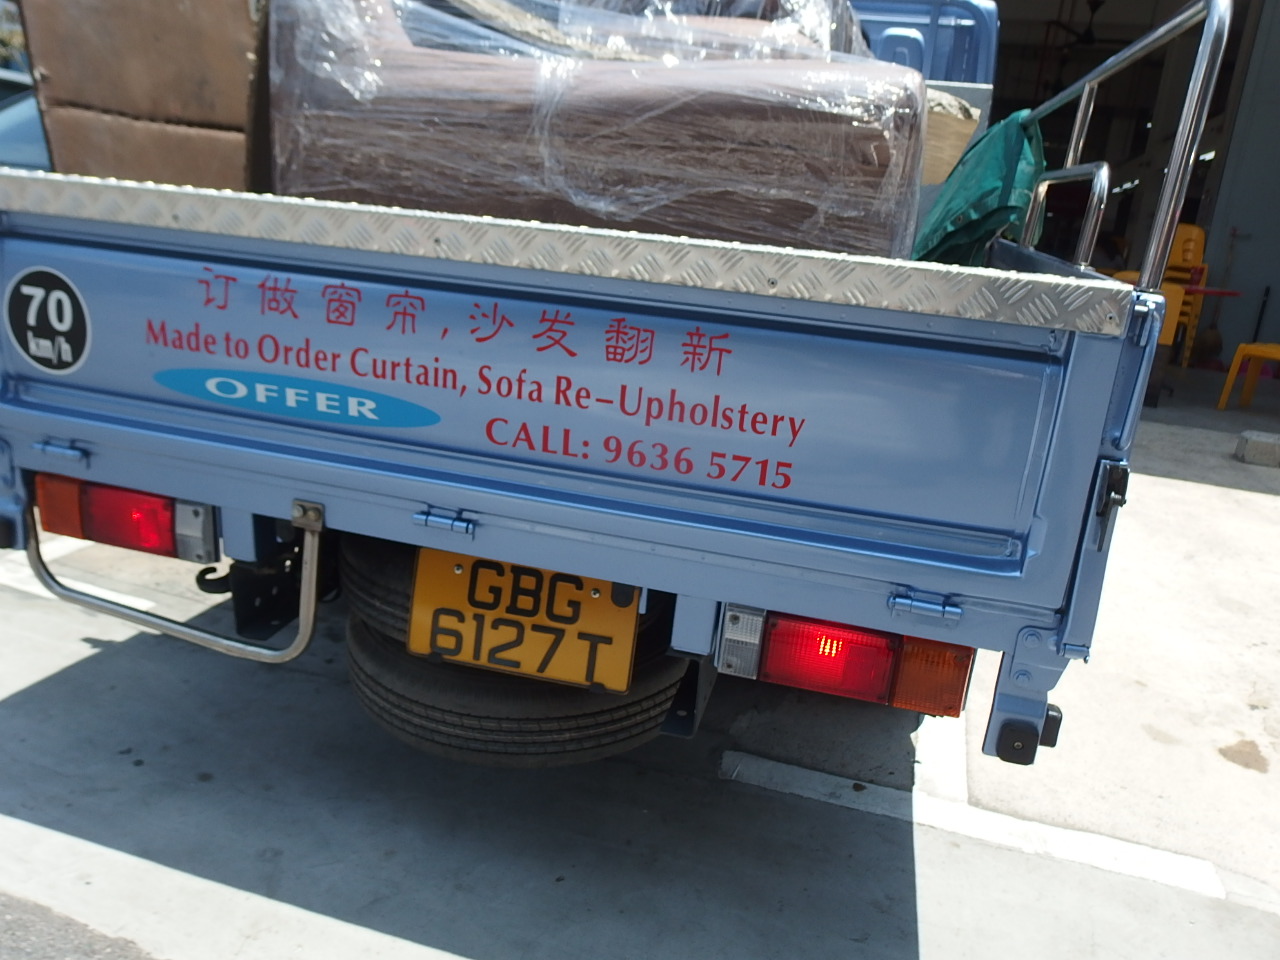 70
km/h
订做窗帘,沙发翻新
Made to Order Curtain, Sofa Re-Upholstery
OFFER
CALL: 9636 5715
GBG
6127T